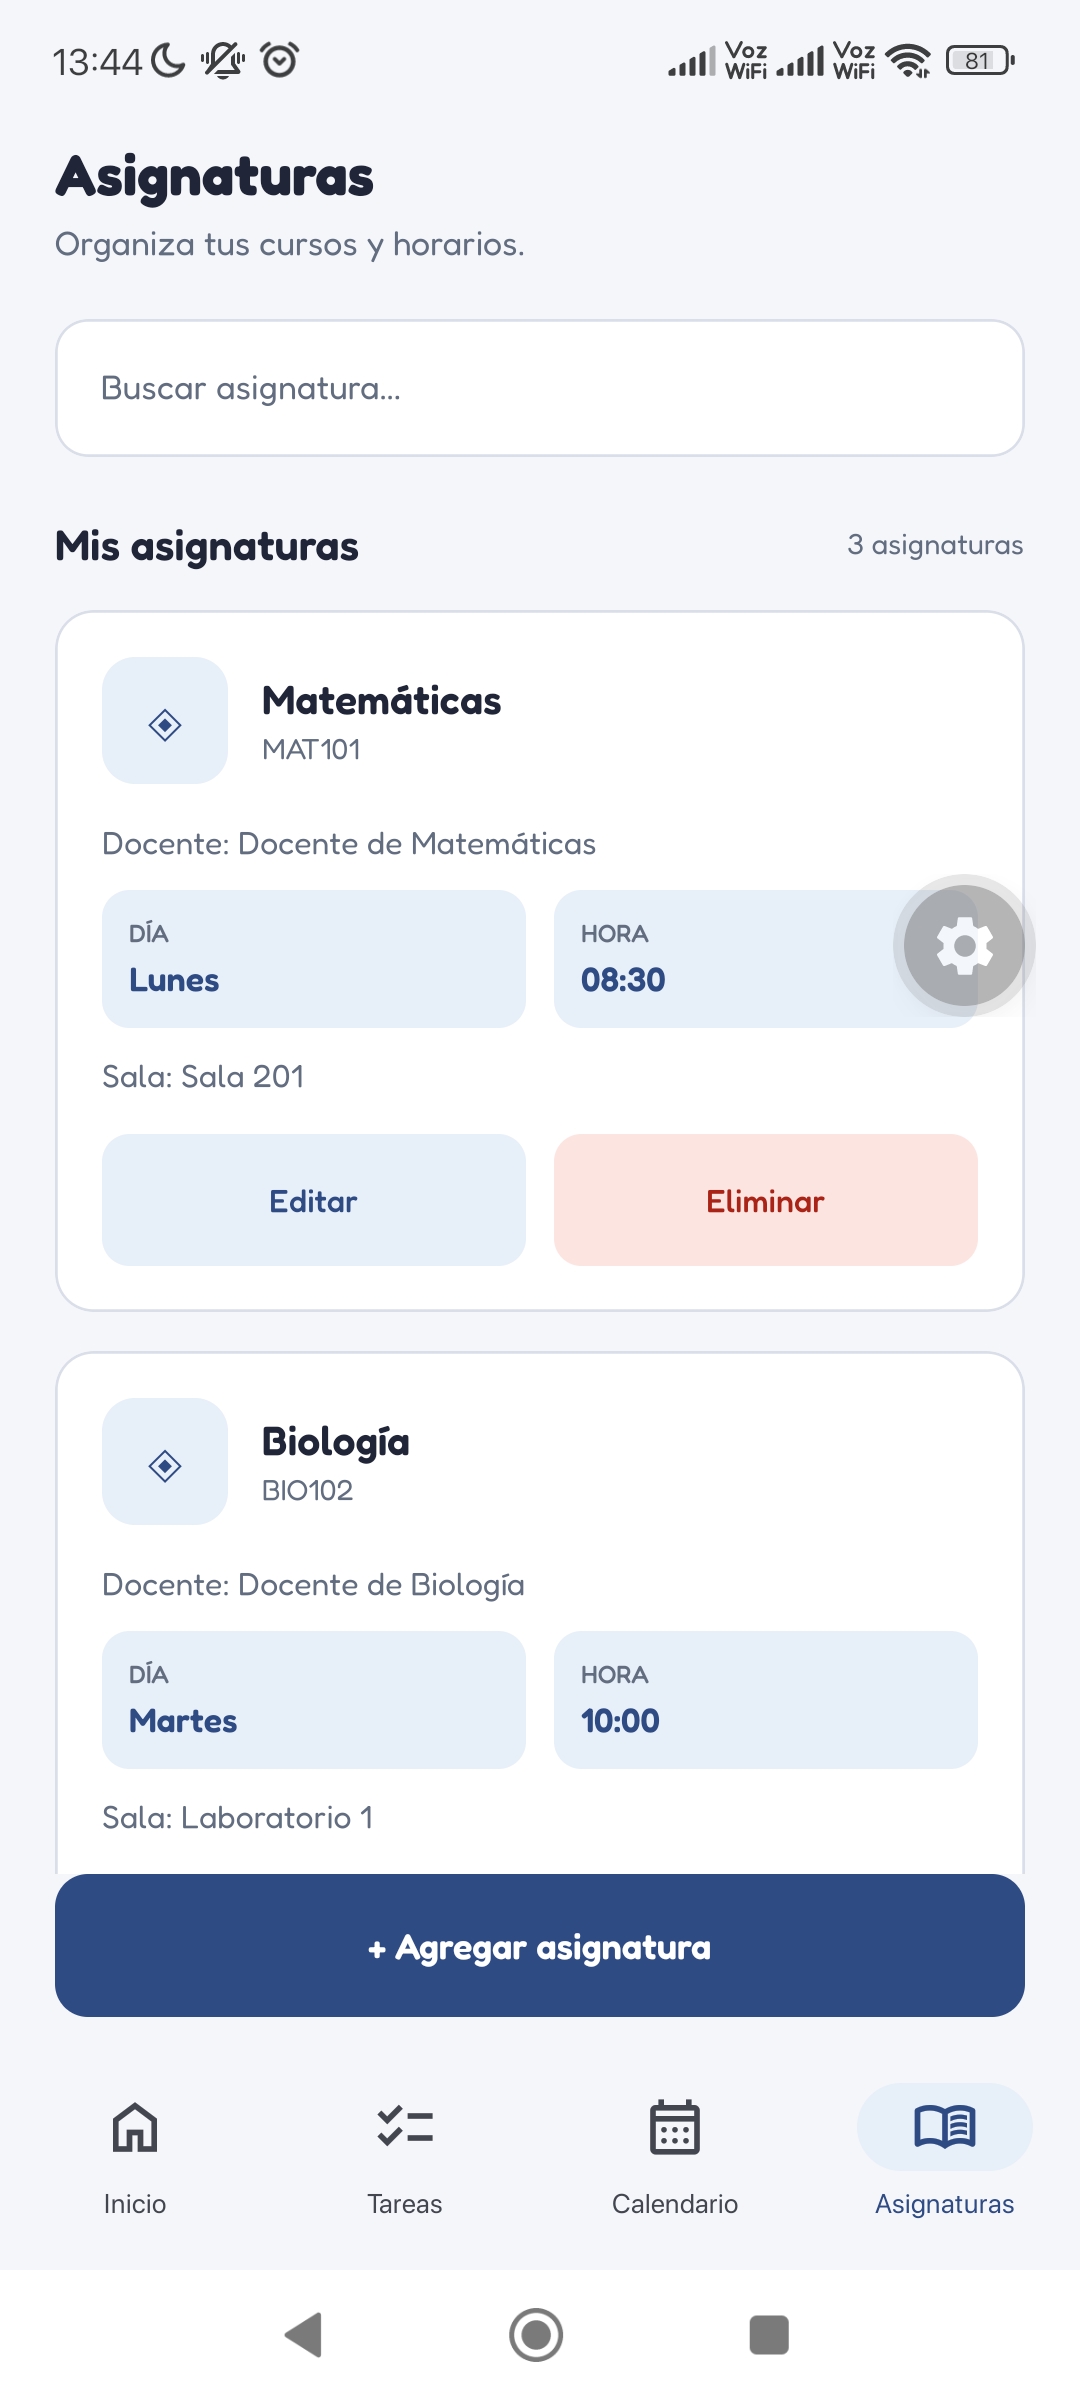 13:44
Voz WiFi Voz WiFi 81
Asignaturas
Organiza tus cursos y horarios.
Buscar asignatura...
Mis asignaturas
3 asignaturas
Matemáticas
MAT101
Docente: Docente de Matemáticas
DÍA
Lunes
HORA
08:30
Sala: Sala 201
Editar
Eliminar
Biología
BIO102
Docente: Docente de Biología
DÍA
Martes
HORA
10:00
Sala: Laboratorio 1
+ Agregar asignatura
Inicio
Tareas
Calendario
Asignaturas